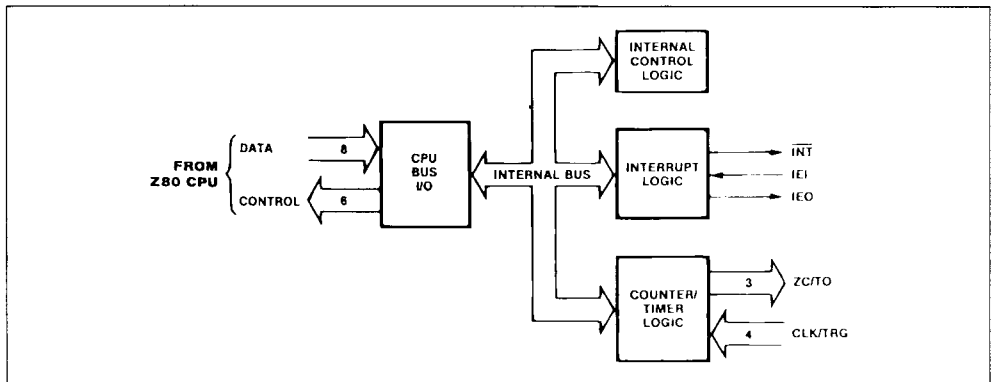 INTERNAL
CONTROL
LOGIC
FROM
Z80 CPU
DATA
8
CONTROL
6
CPU
BUS
I/O
INTERNAL BUS
INTERRUPT
LOGIC
INT
IEI
IEO
COUNTER/
TIMER
LOGIC
3
ZC/TO
4
CLK/TRG